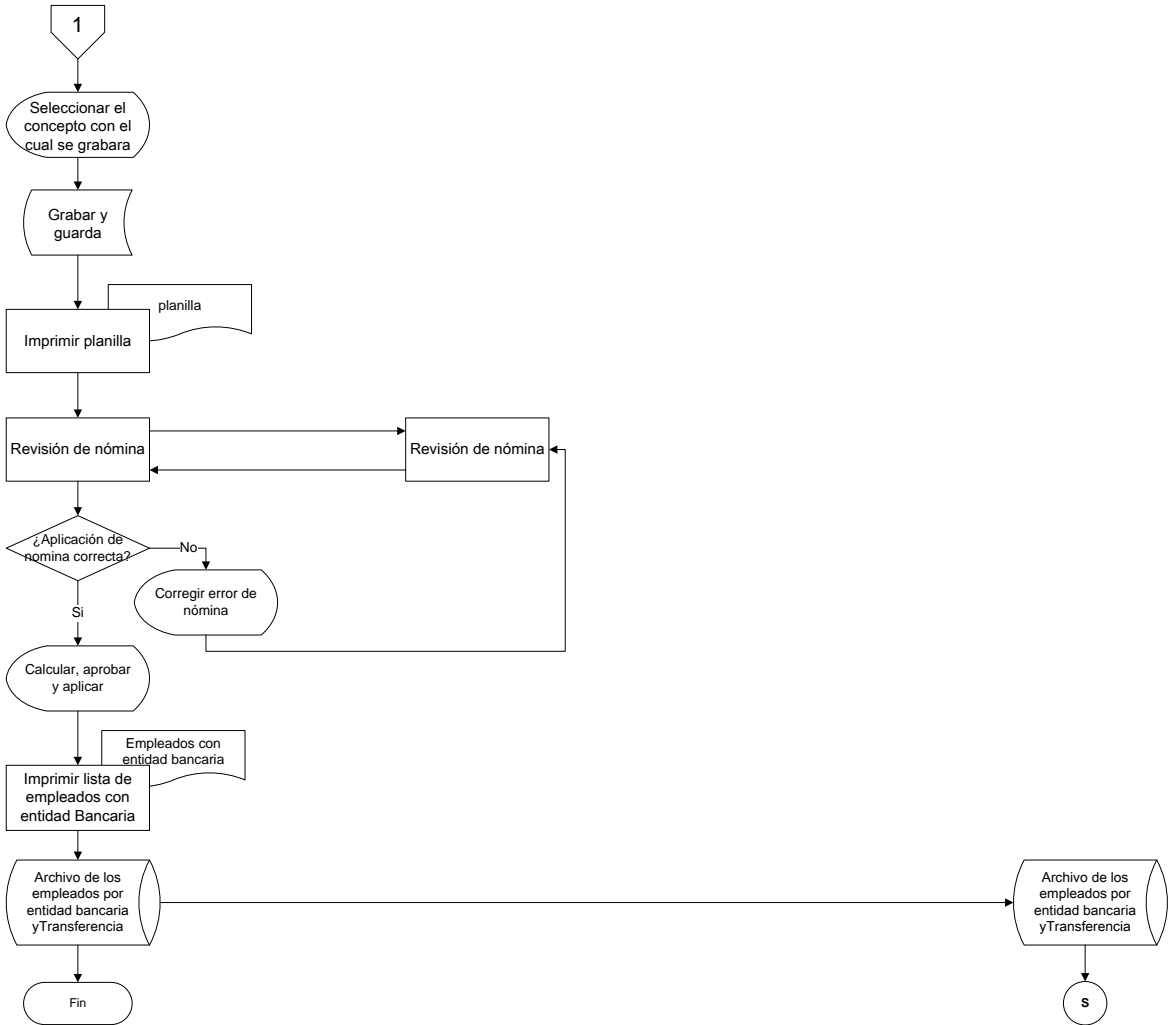 1
Seleccionar el
concepto con el
cual se grabara
Grabar y
guarda
planilla
Imprimir planilla
Revisión de nómina
Revisión de nómina
¿Aplicación de
nomina correcta?
No
Corregir error de
nómina
Si
Calcular, aprobar
y aplicar
Empleados con
entidad bancaria
Imprimir lista de
empleados con
entidad Bancaria
Archivo de los
empleados por
entidad bancaria
yTransferencia
Archivo de los
empleados por
entidad bancaria
yTransferencia
Fin
S